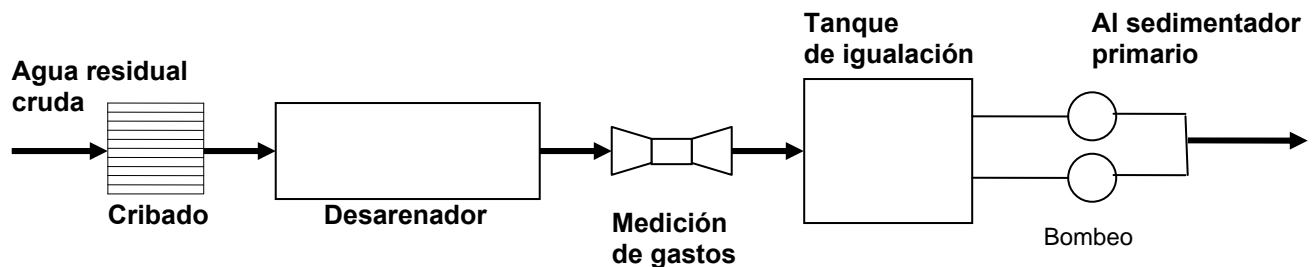 Agua residual
cruda
Cribado
Desarenador
Medición
de gastos
Tanque
de igualación
Bombeo
Al sedimentador
primario